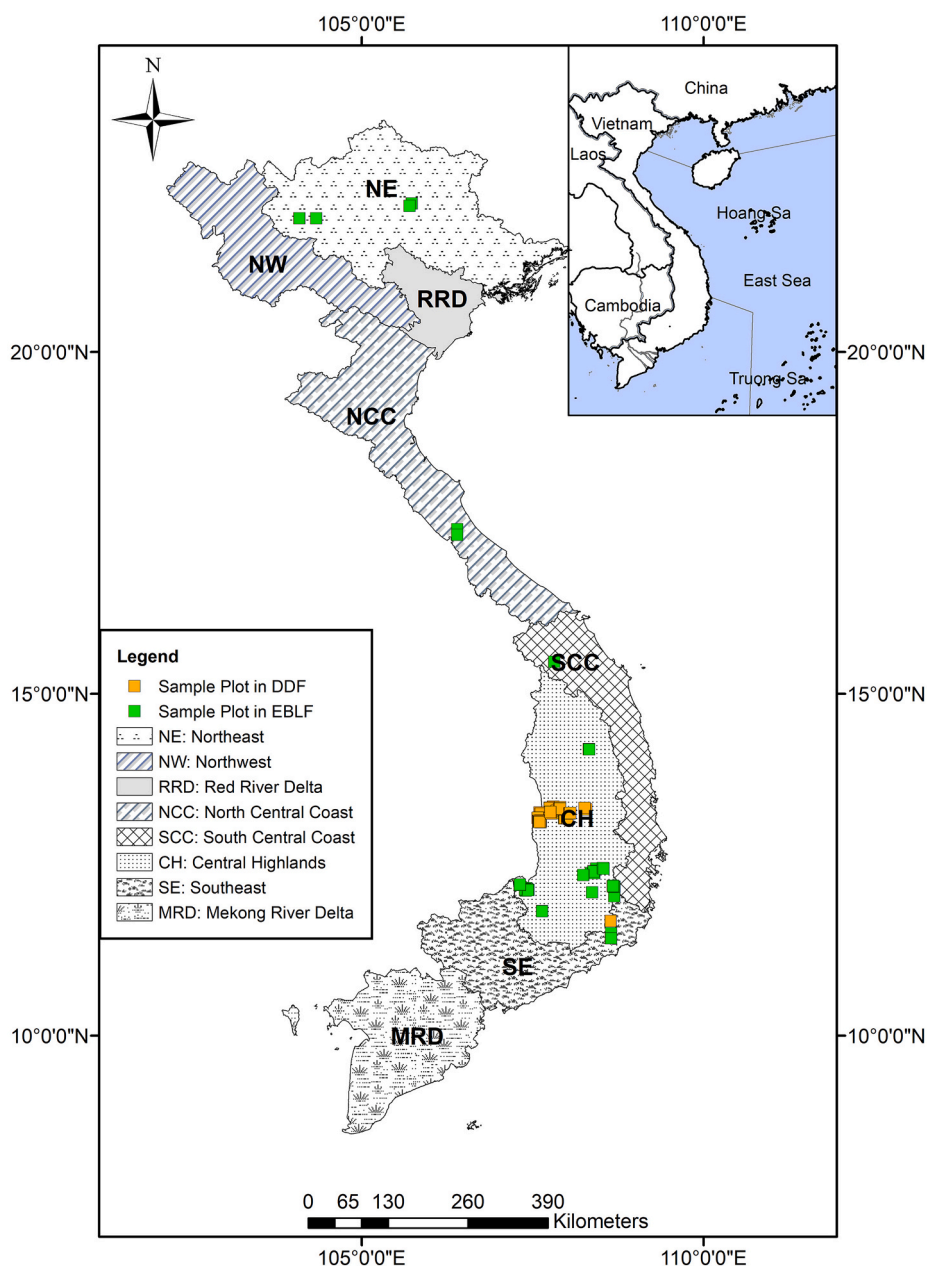 105°0'0"E 110°0'0"E
N
China
Vietnam
Laos
Hoang Sa
East Sea
Cambodia
Truong Sa
NE
NW
RRD
20°0'0"N 20°0'0"N
NCC
SCC
15°0'0"N 15°0'0"N
CH
SE
MRD
10°0'0"N 10°0'0"N
Legend
Sample Plot in DDF
Sample Plot in EBLF
NE: Northeast
NW: Northwest
RRD: Red River Delta
NCC: North Central Coast
SCC: South Central Coast
CH: Central Highlands
SE: Southeast
MRD: Mekong River Delta
0 65 130 260 390
Kilometers
105°0'0"E 110°0'0"E